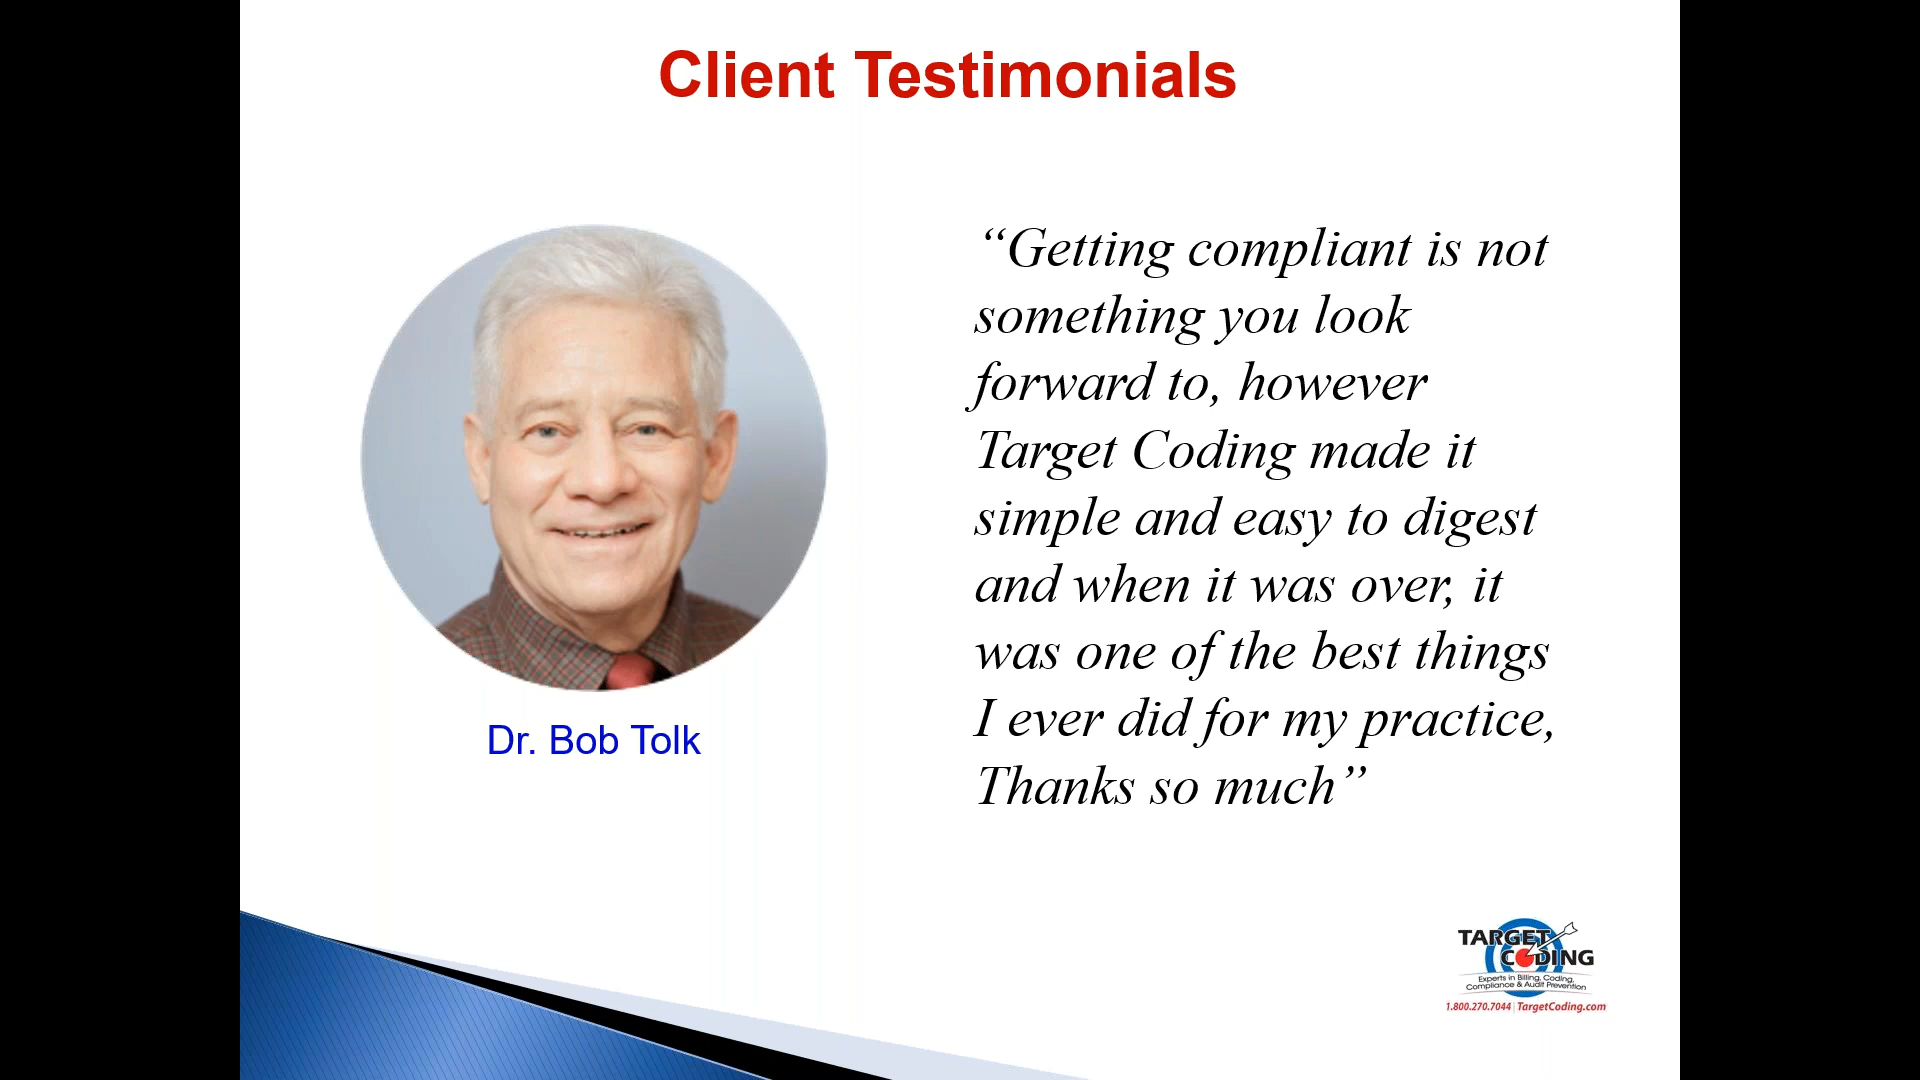 Client Testimonials
“Getting compliant is not
something you look
forward to, however
Target Coding made it
simple and easy to digest
and when it was over, it
was one of the best things
I ever did for my practice,
Thanks so much”
Dr. Bob Tolk
TARGET
CODING
Experts in Billing, Coding,
Compliance & Audit Prevention
1.800.270.7044 | TargetCoding.com